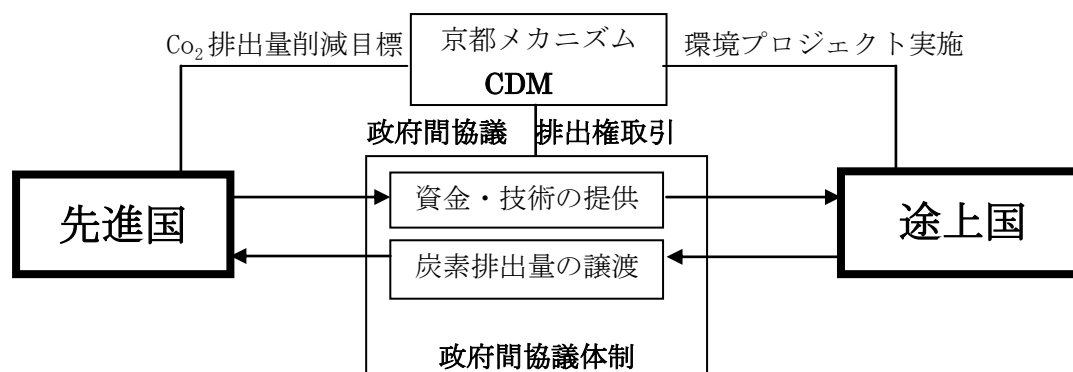 Co₂排出量削減目標
京都メカニズム
CDM
環境プロジェクト実施
政府間協議 排出権取引
先進国
資金・技術の提供
途上国
炭素排出量の譲渡
政府間協議体制